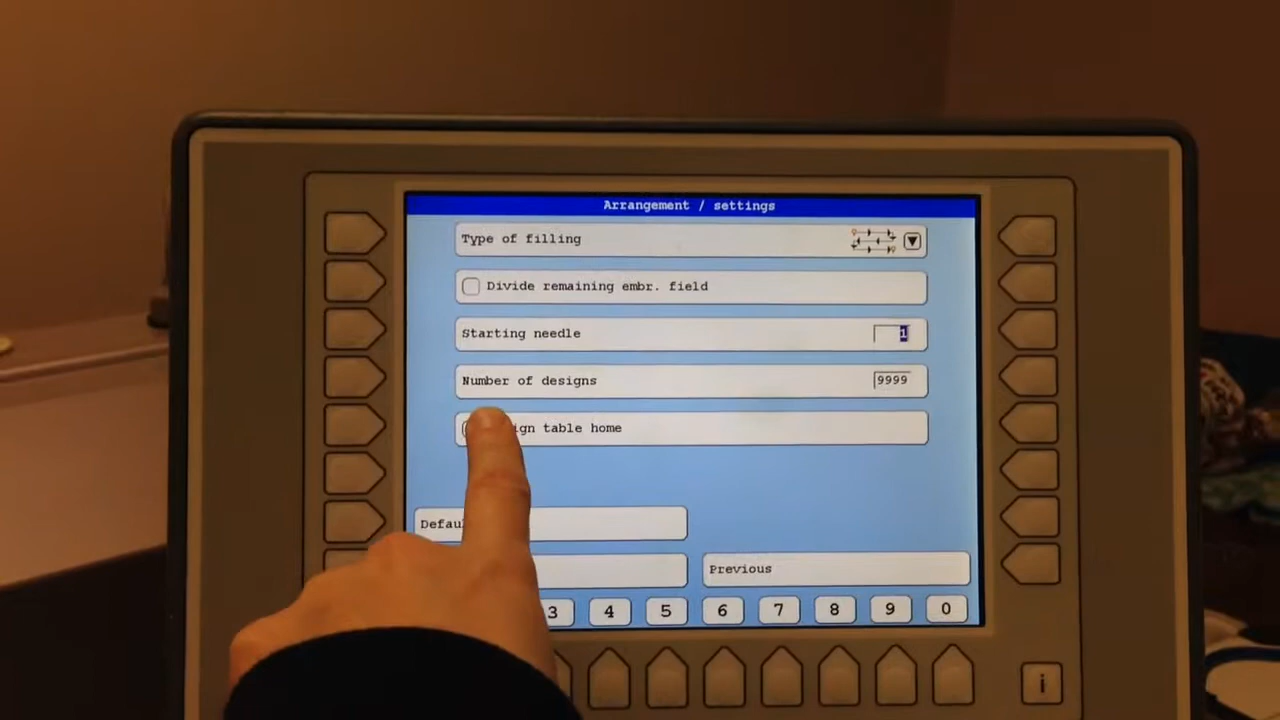 Arrangement / settings
Type of filling
Divide remaining embr. field
Starting needle 1
Number of designs 9999
table home
Previous
3 4 5 6 7 8 9 0
i